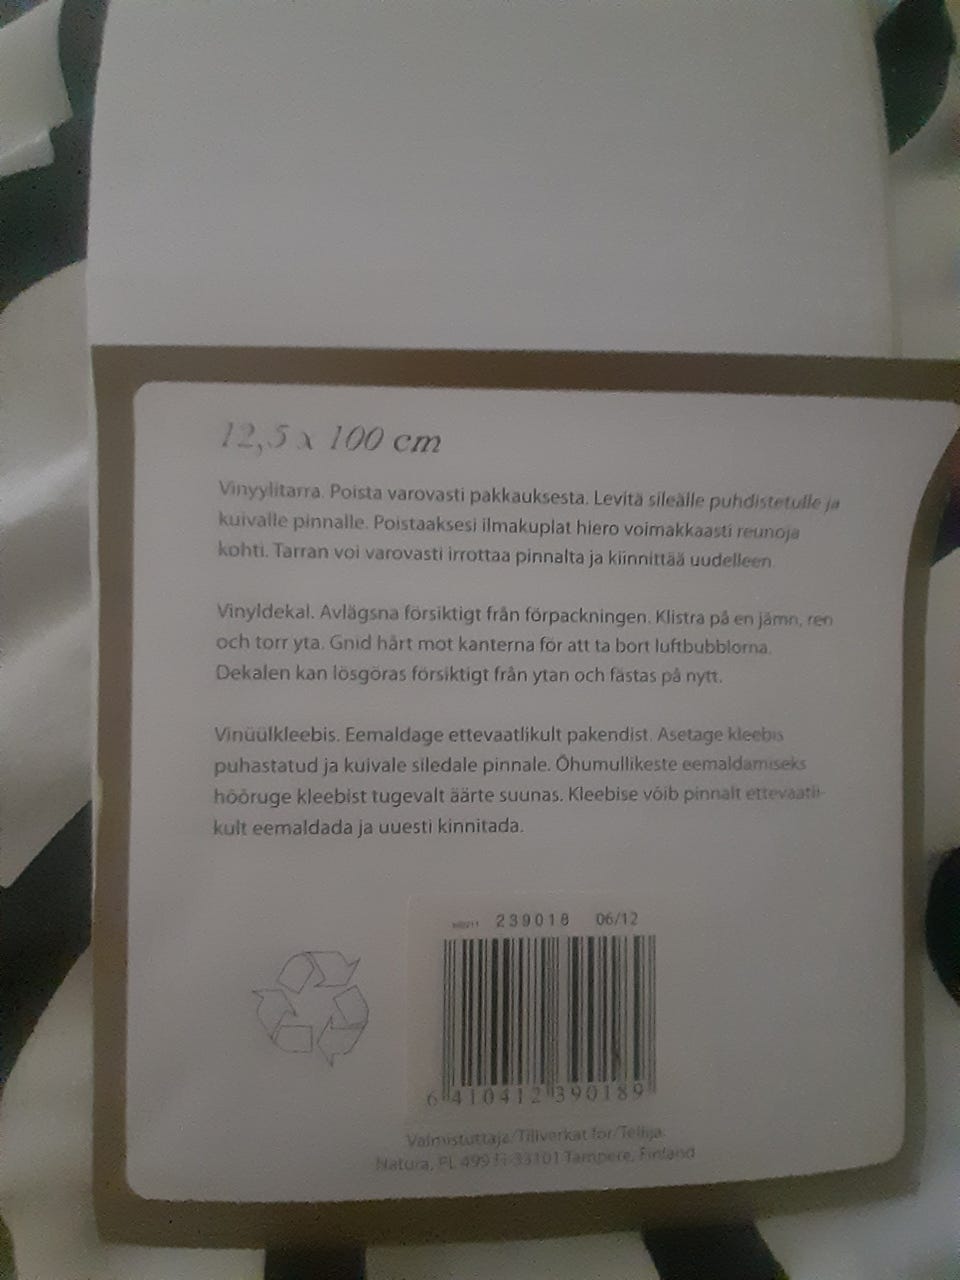 12,5 x 100 cm
Vinyylitarra. Poista varovasti pakkauksesta. Levitä sileälle puhdistetulle ja
kuivalle pinnalle. Poistaaksesi ilmakuplat hiero voimakkaasti reunoja
kohti. Tarran voi varovasti irrottaa pinnalta ja kiinnittää uudelleen.
Vinyldekal. Avlägsna försiktigt från förpackningen. Klistra på en jämn, ren
och torr yta. Gnid hårt mot kanterna för att ta bort luftbubblorna.
Dekalen kan lösgöras försiktigt från ytan och fästas på nytt.
Vinüülkleebis. Eemaldage ettevaatlikult pakendist. Asetage kleebis
puhastatud ja kuivale siledale pinnale. Õhumullikeste eemaldamiseks
hõõruge kleebist tugevalt äärte suunas. Kleebise võib pinnalt ettevaatli-
kult eemaldada ja uuesti kinnitada.
239018 06/12
6 410412 390189
Valmistuttaja/Tillverkat för/Tellija:
Natura, PL 499 FI-33101 Tampere, Finland